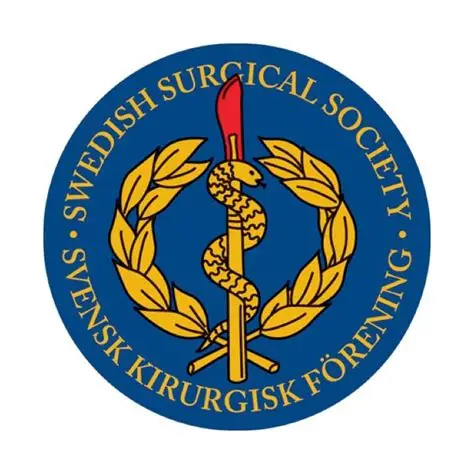 SWEDISH SURGICAL SOCIETY
SVENSK KIRURGISK FÖRENING